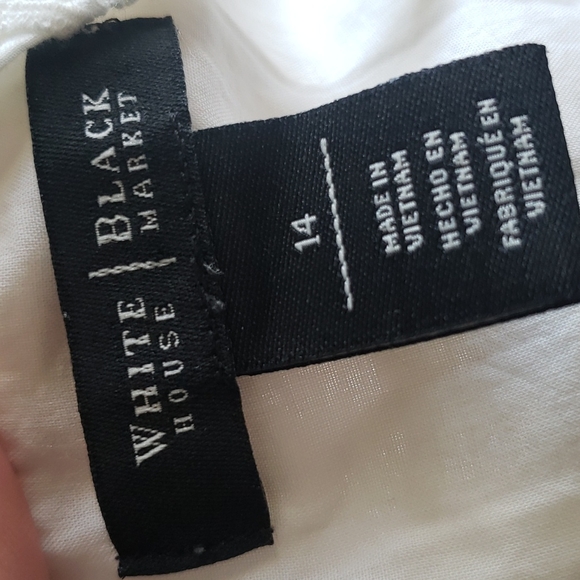 WHITE | BLACK
HOUSE | MARKET
14
MADE IN
VIETNAM
HECHO EN
VIETNAM
FABRIQUÉ EN
VIETNAM